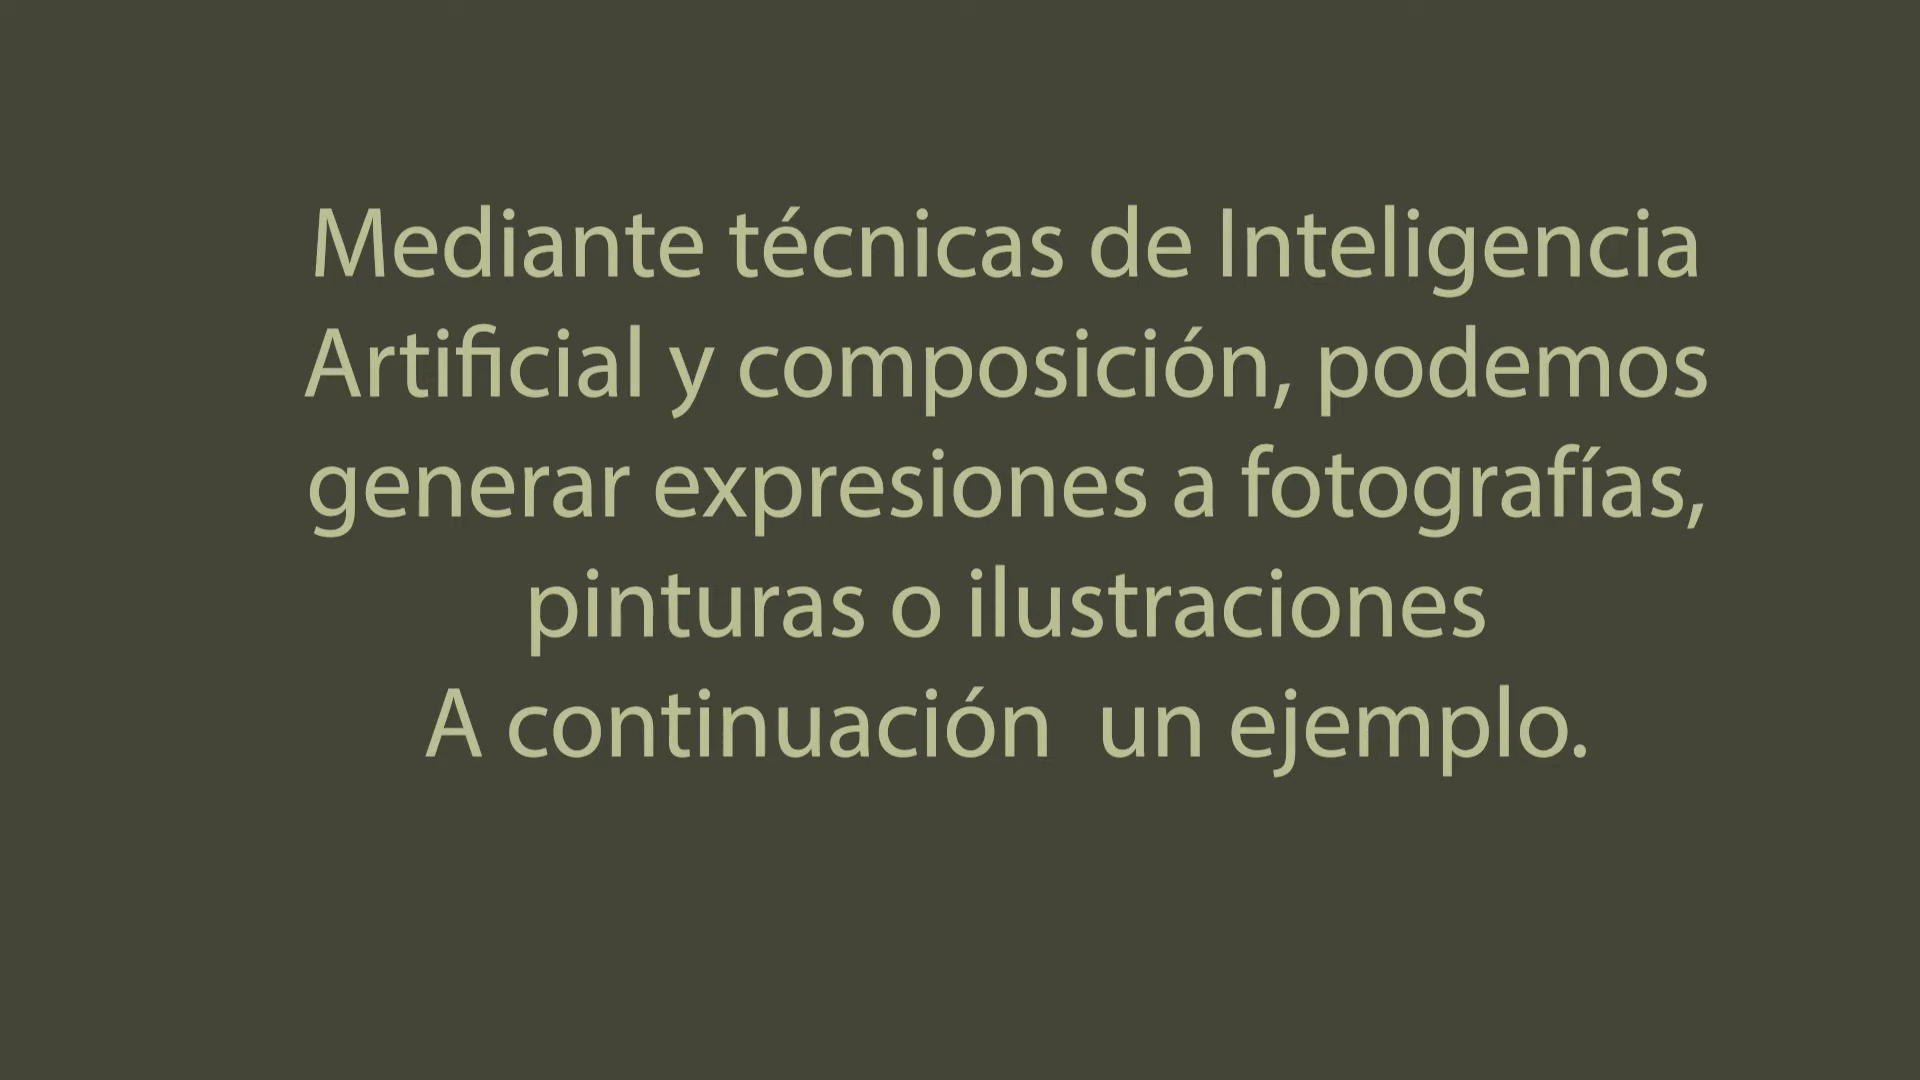 Mediante técnicas de Inteligencia
Artificial y composición, podemos
generar expresiones a fotografías,
pinturas o ilustraciones
A continuación  un ejemplo.